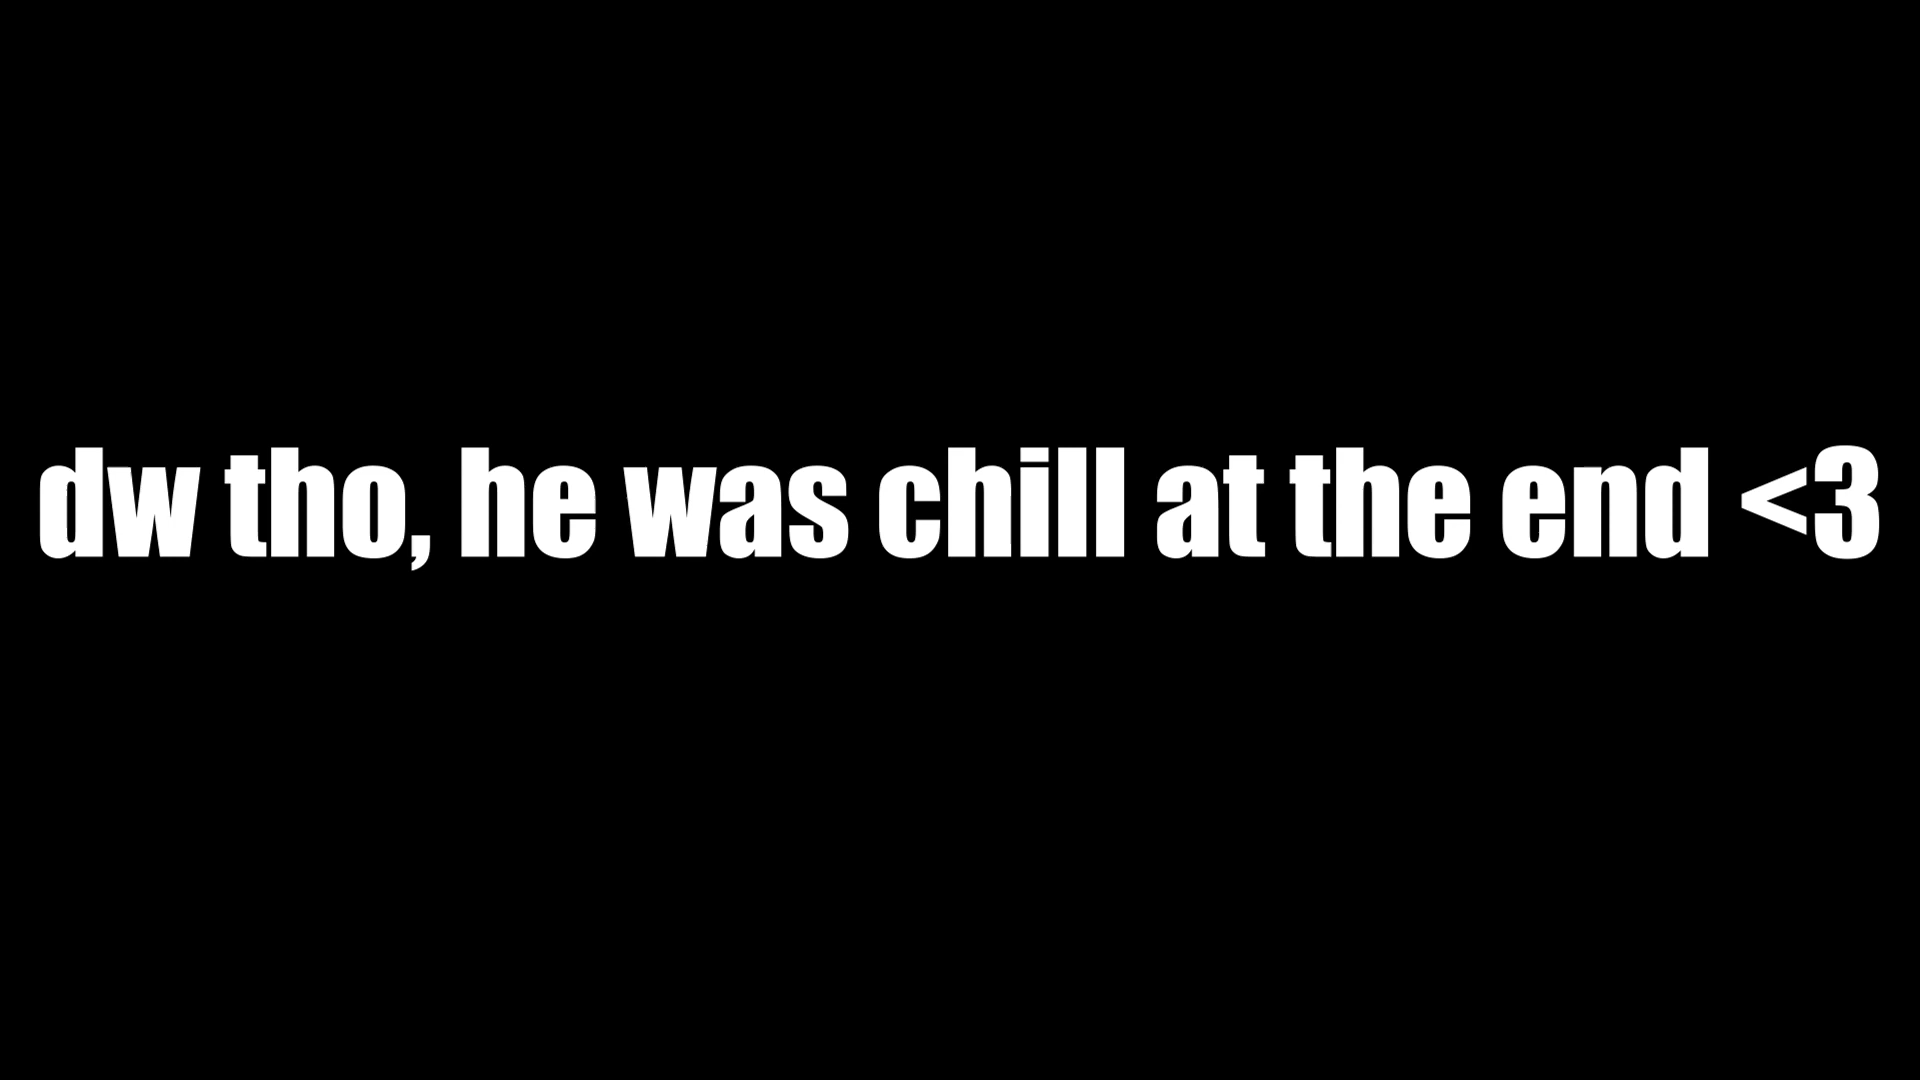 dw tho, he was chill at the end <3